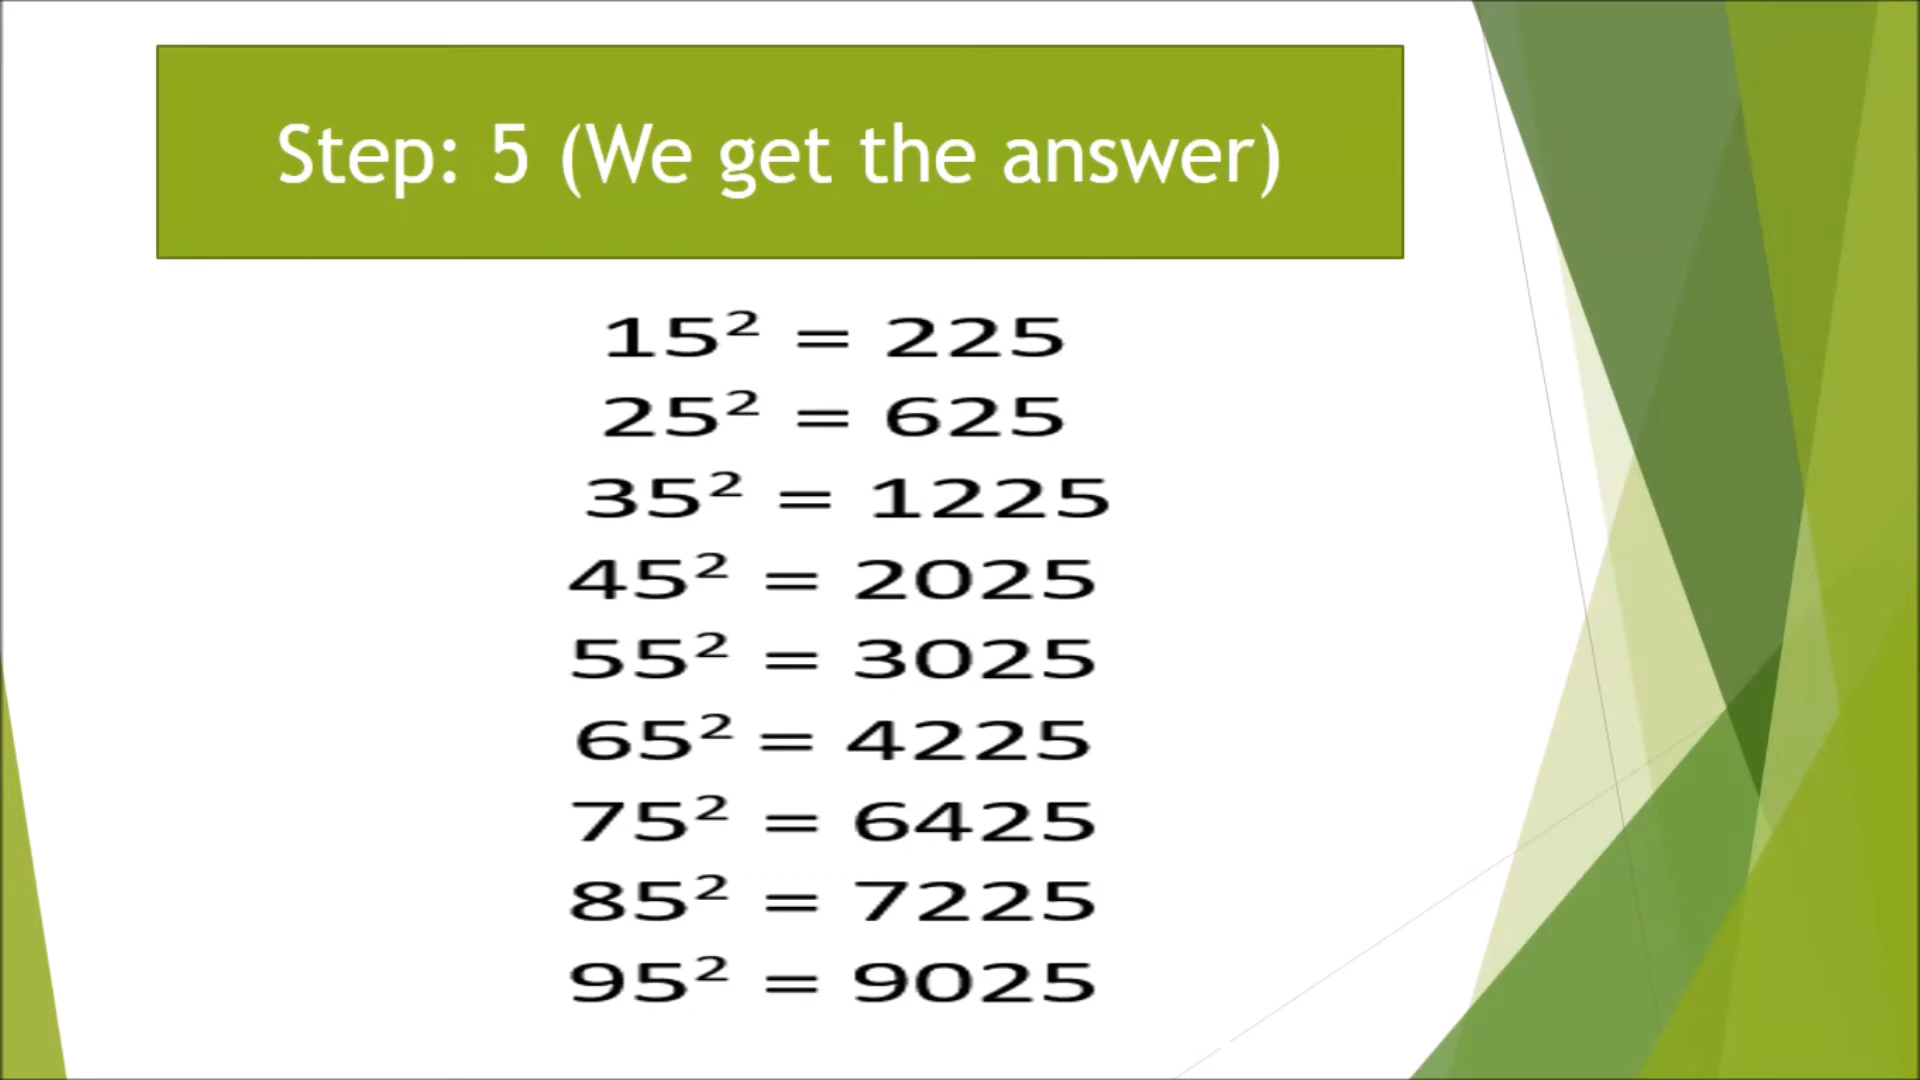 Step: 5 (We get the answer)
15² = 225
25² = 625
35² = 1225
45² = 2025
55² = 3025
65² = 4225
75² = 6425
85² = 7225
95² = 9025